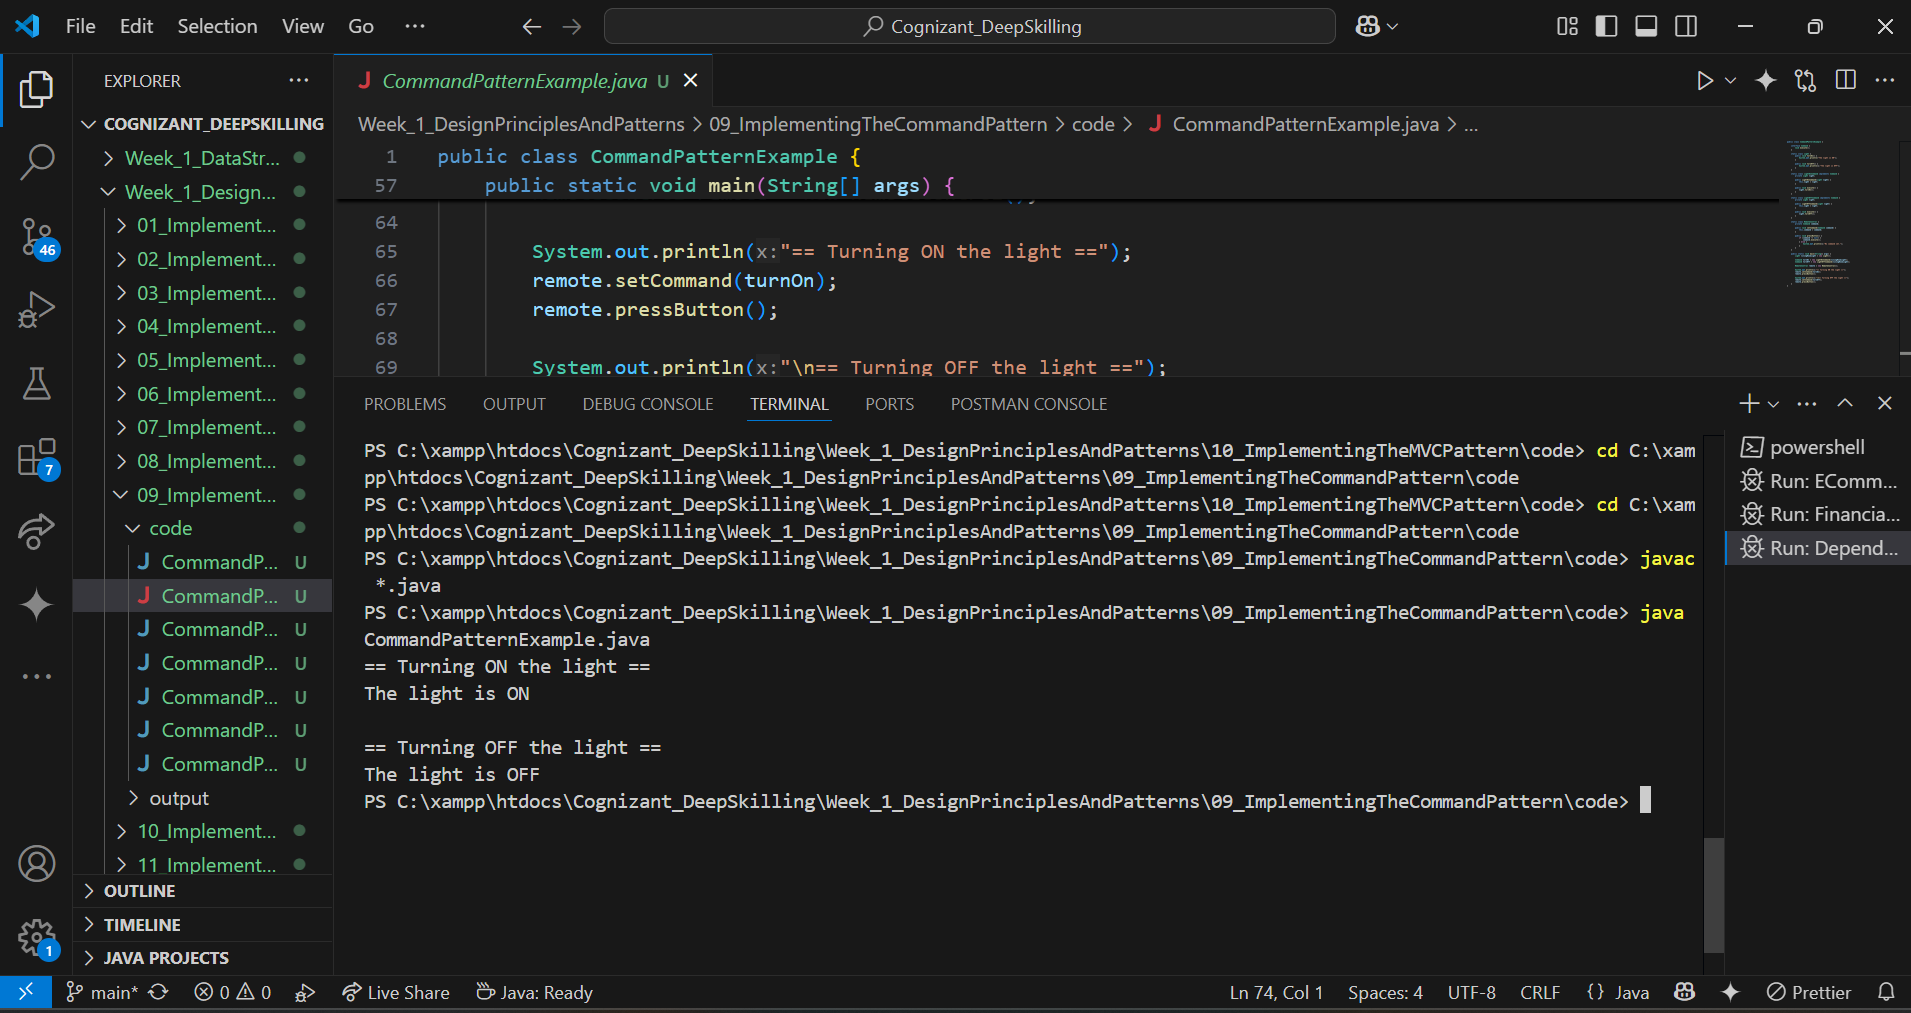 File Edit Selection View Go ···
Cognizant_DeepSkilling
EXPLORER
COGNIZANT_DEEPSKILLING
Week_1_DataStr...
Week_1_Design...
01_Implement...
02_Implement...
03_Implement...
04_Implement...
05_Implement...
06_Implement...
07_Implement...
08_Implement...
09_Implement...
code
CommandP... U
CommandP... U
CommandP... U
CommandP... U
CommandP... U
CommandP... U
CommandP... U
output
10_Implement...
11_Implement...
OUTLINE
TIMELINE
JAVA PROJECTS
46
7
1
J CommandPatternExample.java U
Week_1_DesignPrinciplesAndPatterns > 09_ImplementingTheCommandPattern > code > J CommandPatternExample.java > ...
1 public class CommandPatternExample {
57 public static void main(String[] args) {
64
65 System.out.println(x:"== Turning ON the light ==");
66 remote.setCommand(turnOn);
67 remote.pressButton();
68
69 System.out.println(x:"\n== Turning OFF the light ==");
PROBLEMS OUTPUT DEBUG CONSOLE TERMINAL PORTS POSTMAN CONSOLE
PS C:\xampp\htdocs\Cognizant_DeepSkilling\Week_1_DesignPrinciplesAndPatterns\10_ImplementingTheMVCPattern\code> cd C:\xam
pp\htdocs\Cognizant_DeepSkilling\Week_1_DesignPrinciplesAndPatterns\09_ImplementingTheCommandPattern\code
PS C:\xampp\htdocs\Cognizant_DeepSkilling\Week_1_DesignPrinciplesAndPatterns\10_ImplementingTheMVCPattern\code> cd C:\xam
pp\htdocs\Cognizant_DeepSkilling\Week_1_DesignPrinciplesAndPatterns\09_ImplementingTheCommandPattern\code
PS C:\xampp\htdocs\Cognizant_DeepSkilling\Week_1_DesignPrinciplesAndPatterns\09_ImplementingTheCommandPattern\code> javac
*.java
PS C:\xampp\htdocs\Cognizant_DeepSkilling\Week_1_DesignPrinciplesAndPatterns\09_ImplementingTheCommandPattern\code> java
CommandPatternExample.java
== Turning ON the light ==
The light is ON
== Turning OFF the light ==
The light is OFF
PS C:\xampp\htdocs\Cognizant_DeepSkilling\Week_1_DesignPrinciplesAndPatterns\09_ImplementingTheCommandPattern\code>
powershell
Run: EComm...
Run: Financia...
Run: Depend...
main* 0 0 Live Share Java: Ready Ln 74, Col 1 Spaces: 4 UTF-8 CRLF {} Java Prettier